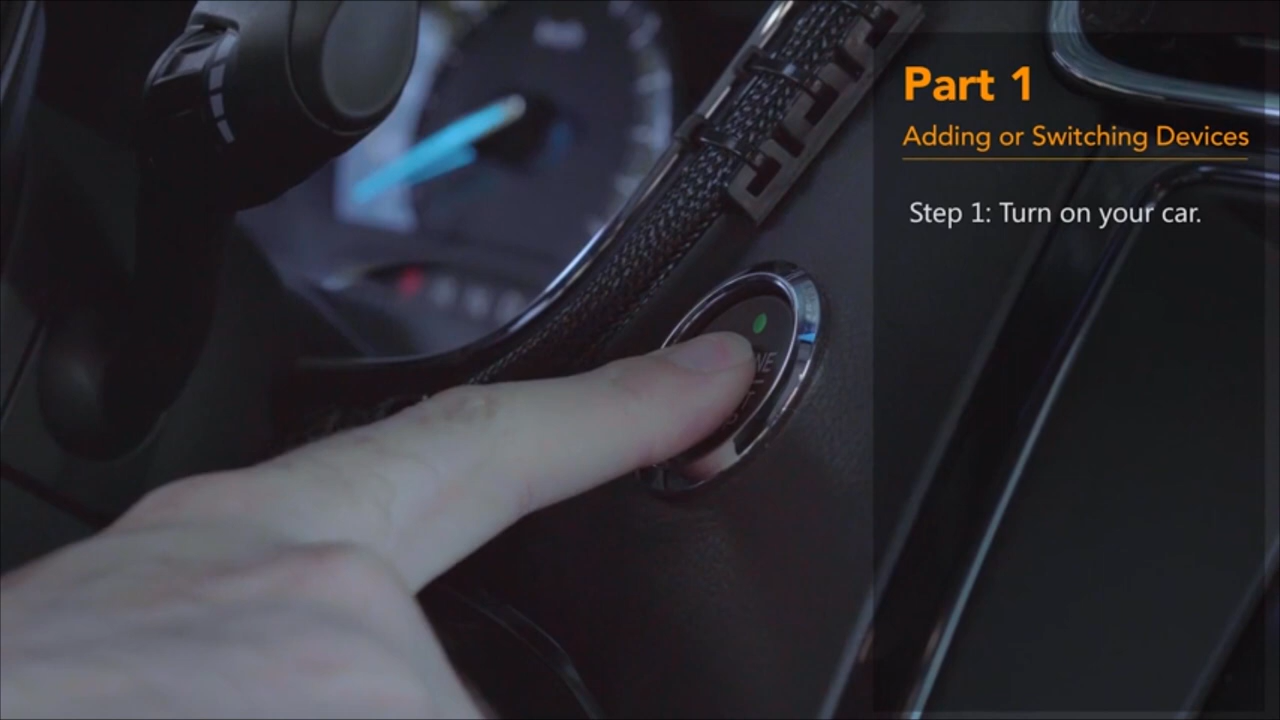 Part 1
Adding or Switching Devices
Step 1: Turn on your car.